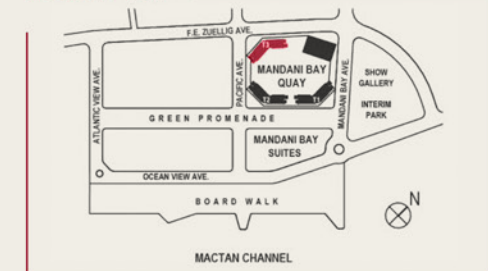 F.E. ZUELLIG AVE.
T3
MANDANI BAY
QUAY
T2
T1
ATLANTIC VIEW AVE.
PACIFIC AVE.
MANDANI BAY AVE.
SHOW
GALLERY
INTERIM
PARK
GREEN PROMENADE
MANDANI BAY
SUITES
OCEAN VIEW AVE.
BOARD WALK
N
MACTAN CHANNEL